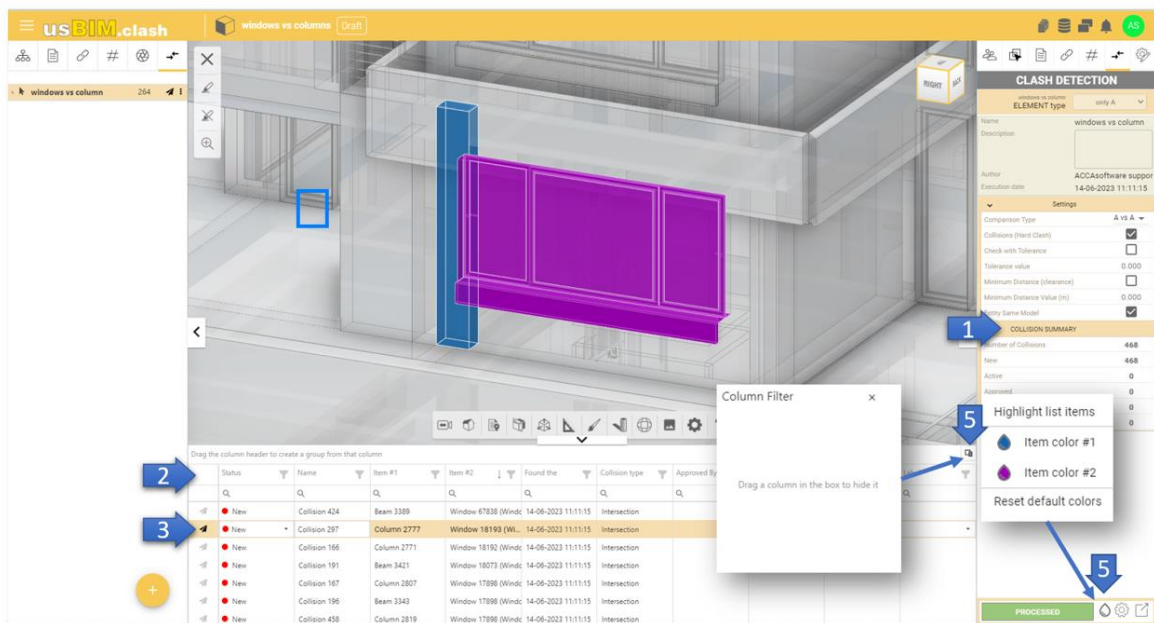 usBIM.clash
windows vs columns Draft
AS
windows vs column 264
RIGHT
CLASH DETECTION
windows vs column
ELEMENT type only A
Name windows vs column
Description
Author ACCAsoftware suppor
Execution date 14-06-2023 11:11:15
Settings
Comparison Type A vs A
Collisions (Hard Clash)
Check with Tolerance
Tolerance value 0.000
Minimum Distance (clearance)
Minimum Distance Value (m) 0.000
Entity Same Model
1 COLLISION SUMMARY
Number of Collisions 468
New 468
Active 0
Approved 0
0
0
Column Filter
Drag a column in the box to hide it
5
Highlight list items
Item color #1
Item color #2
Reset default colors
Drag the column header to create a group from that column
2
Status Name Item #1 Item #2 Found the Collision type Approved By
New Collision 424 Beam 3389 Window 67838 (Windc 14-06-2023 11:11:15 Intersection
3
New Collision 297 Column 2777 Window 18193 (Wi... 14-06-2023 11:11:15 Intersection
New Collision 166 Column 2771 Window 18192 (Windc 14-06-2023 11:11:15 Intersection
New Collision 191 Beam 3421 Window 18073 (Windc 14-06-2023 11:11:15 Intersection
New Collision 167 Column 2807 Window 17898 (Windc 14-06-2023 11:11:15 Intersection
New Collision 196 Beam 3343 Window 17898 (Windc 14-06-2023 11:11:15 Intersection
New Collision 458 Column 2819 Window 17898 (Windc 14-06-2023 11:11:15 Intersection
5
PROCESSED